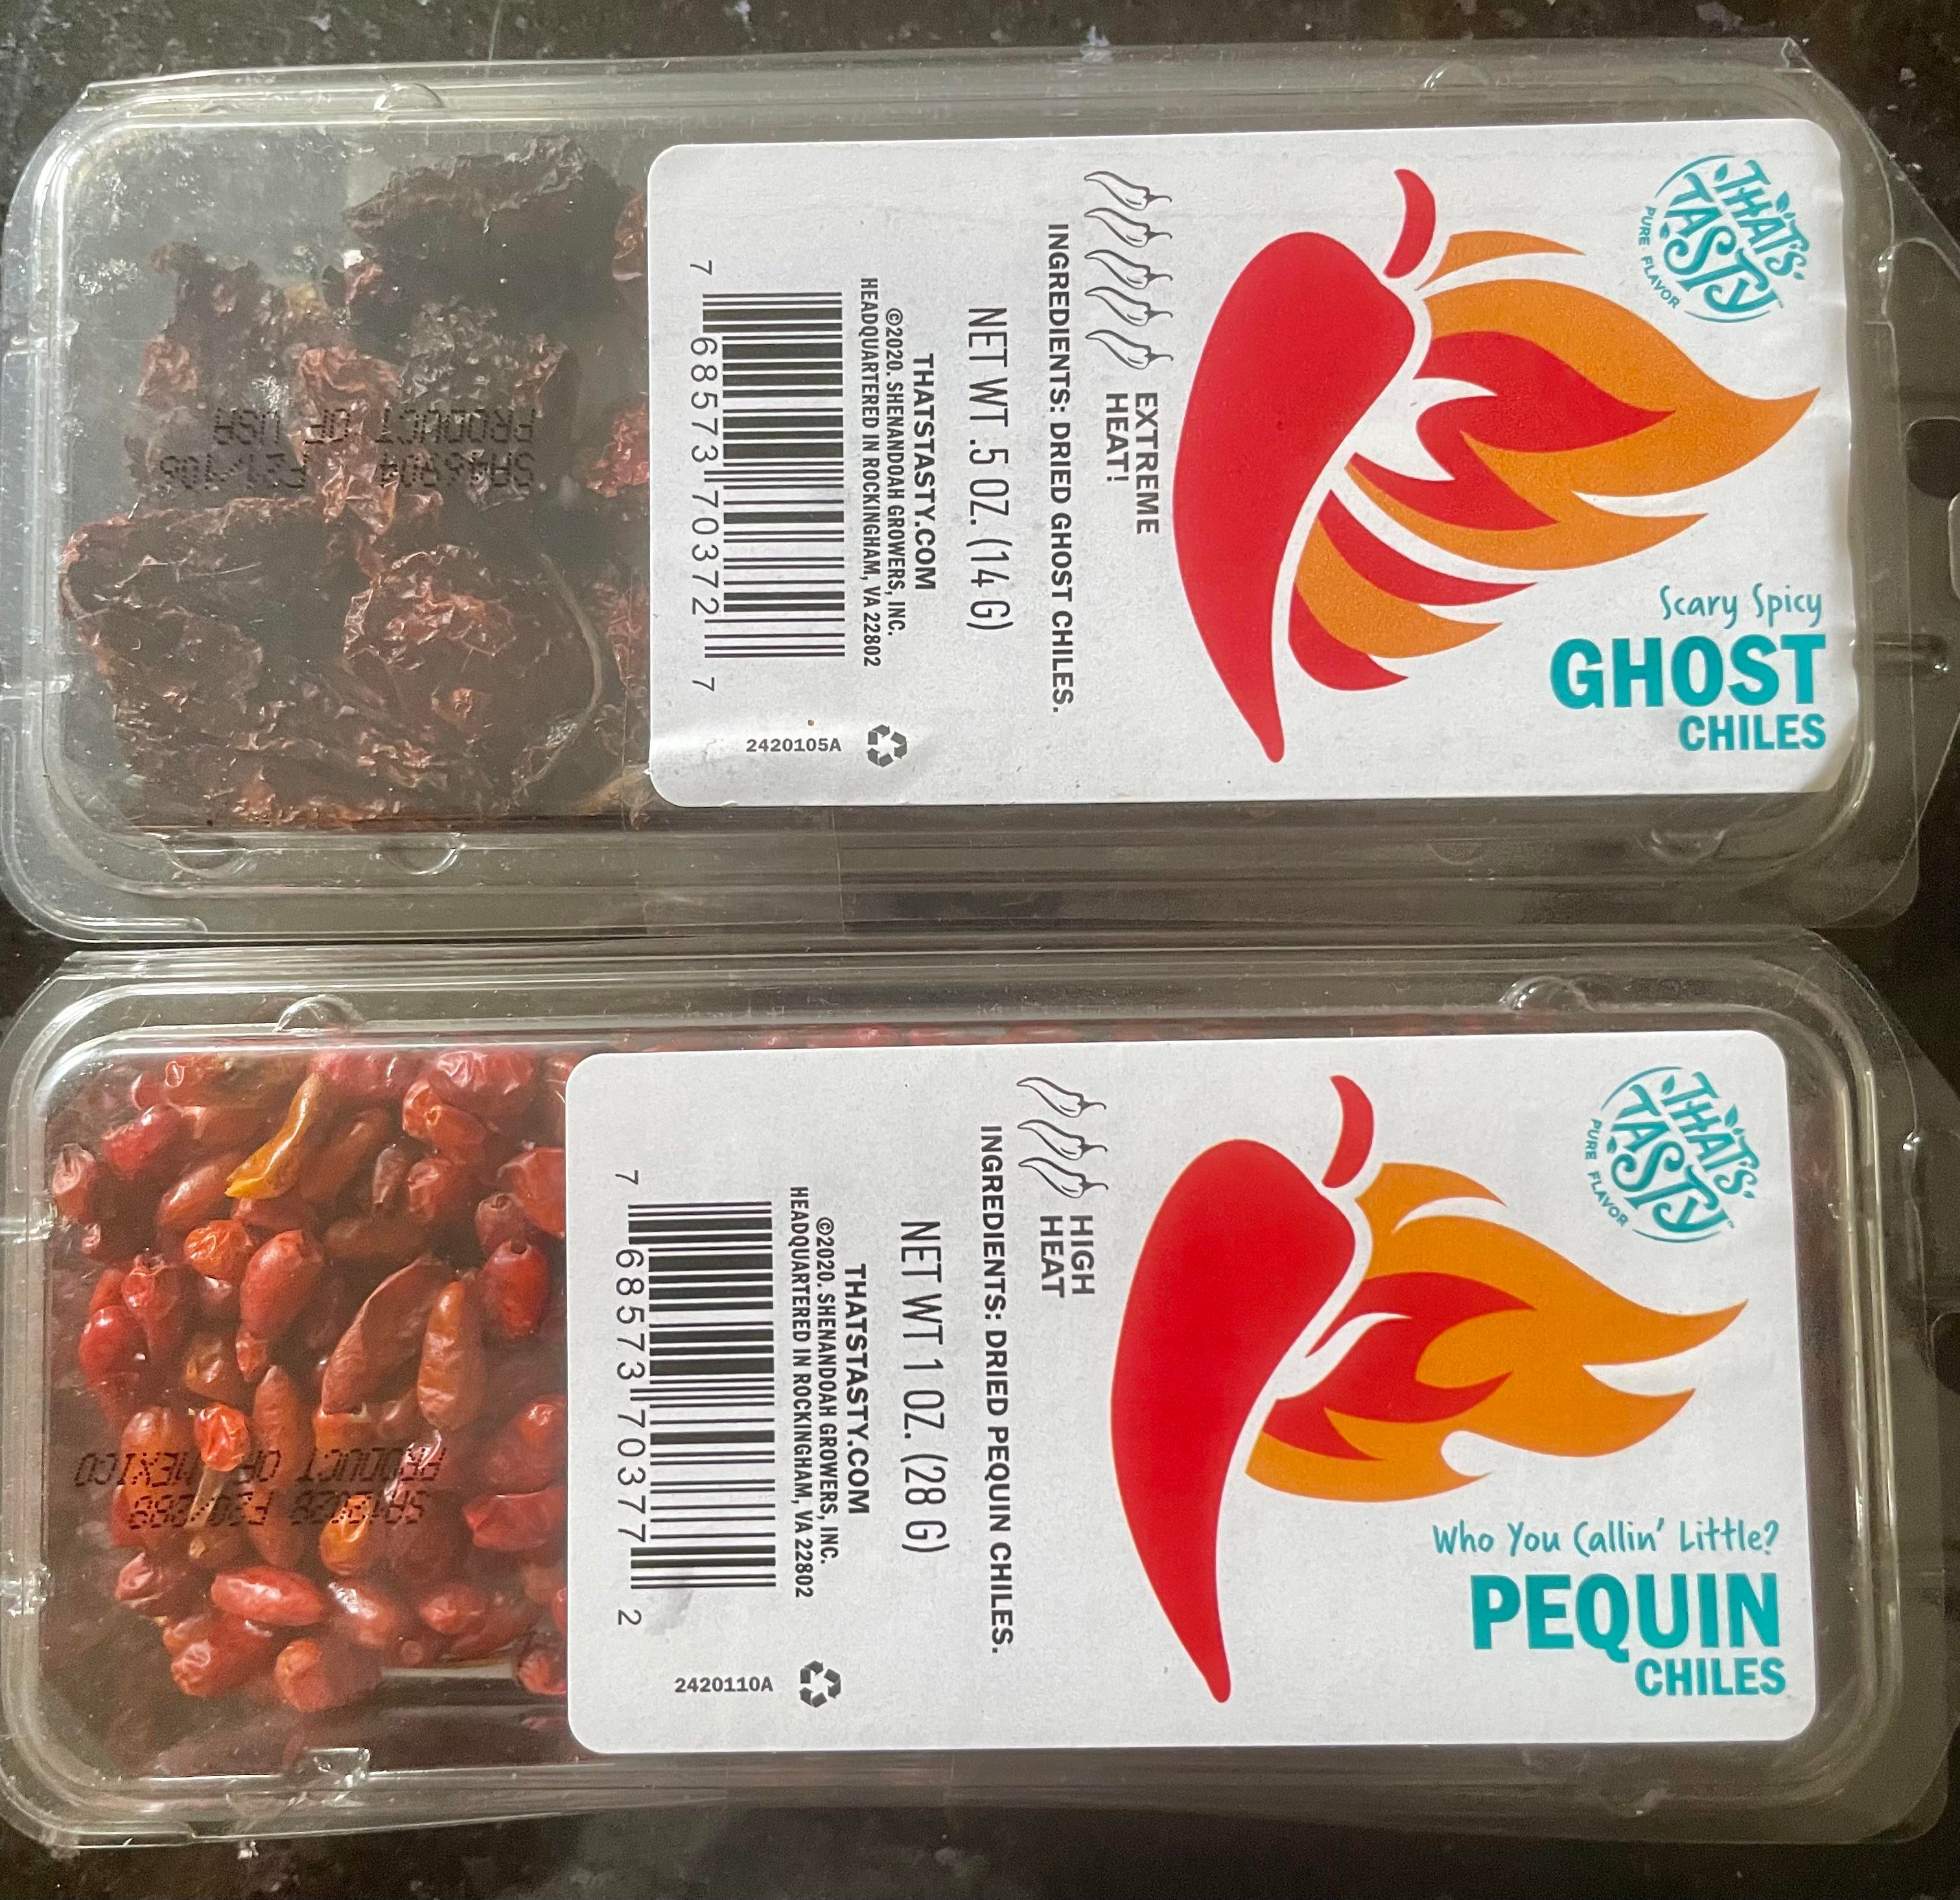 THAT'S
TASTY™
PURE FLAVOR
Scary Spicy
GHOST
CHILES
EXTREME
HEAT!
INGREDIENTS: DRIED GHOST CHILES.
NET WT .5 OZ. (14 G)
THATSTASTY.COM
©2020. SHENANDOAH GROWERS, INC.
HEADQUARTERED IN ROCKINGHAM, VA 22802
7 68573 70372 7
2420105A
PRODUCT OF USA
THAT'S
TASTY™
PURE FLAVOR
Who You Callin' Little?
PEQUIN
CHILES
HIGH
HEAT
INGREDIENTS: DRIED PEQUIN CHILES.
NET WT 1 OZ. (28 G)
THATSTASTY.COM
©2020. SHENANDOAH GROWERS, INC.
HEADQUARTERED IN ROCKINGHAM, VA 22802
7 68573 70377 2
2420110A
PRODUCT OF MEXICO